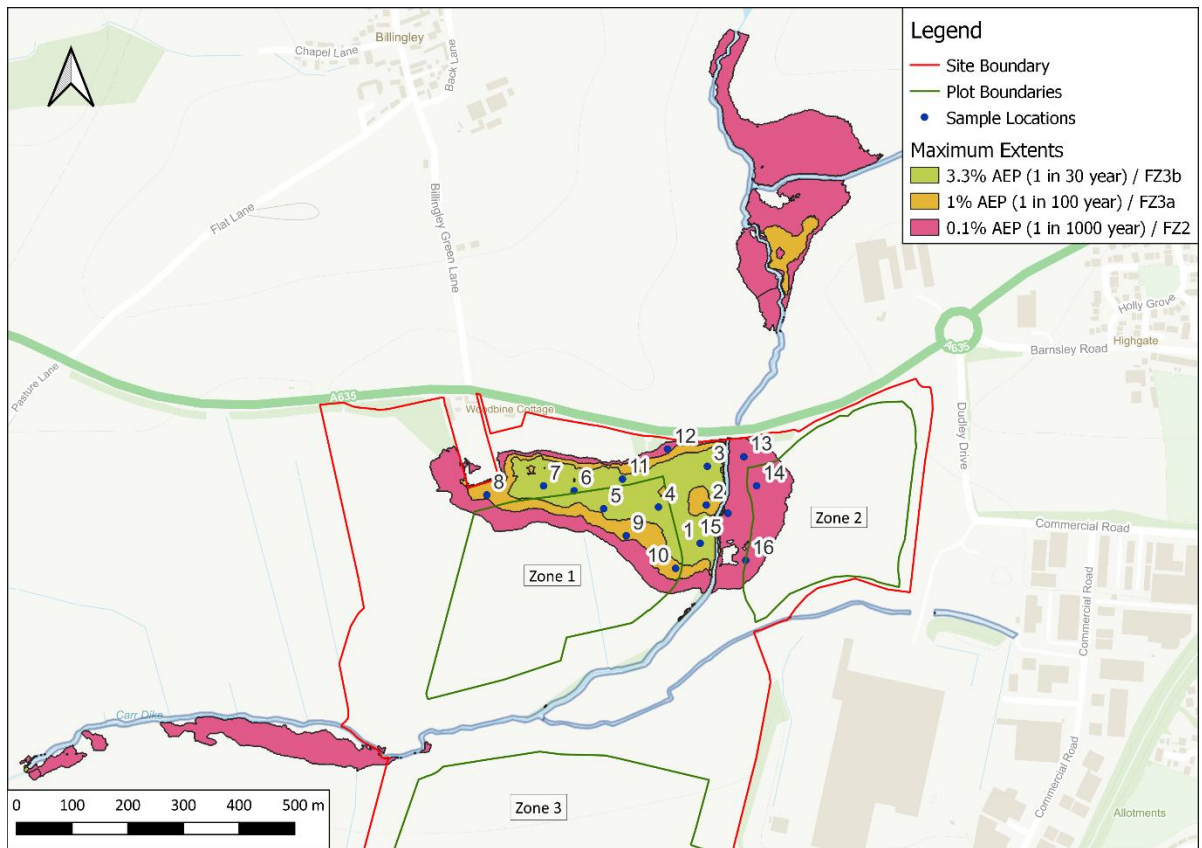 Legend
Site Boundary
Plot Boundaries
Sample Locations
Maximum Extents
3.3% AEP (1 in 30 year) / FZ3b
1% AEP (1 in 100 year) / FZ3a
0.1% AEP (1 in 1000 year) / FZ2
Billingley
Chapel Lane
Back Lane
Flat Lane
Billingley Green Lane
Pasture Lane
A635
Woodbine Cottage
A635
Holly Grove
Highgate
Barnsley Road
Dudley Drive
12
13
3
11
14
7
6
8
5
4
2
9
1
15
10
16
Zone 1
Zone 2
Commercial Road
Commercial Road
Commercial Road
Carr Dike
Zone 3
Allotments
0 100 200 300 400 500 m